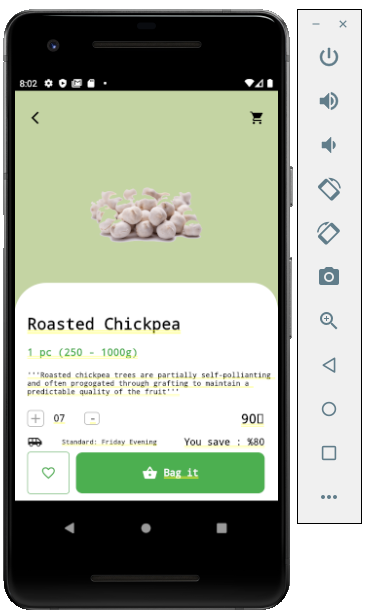 8:02
Roasted Chickpea
1 pc (250 - 1000g)
'''Roasted chickpea trees are partially self-pollianting
and often progogated through grafting to maintain a
predictable quality of the fruit'''
+ 07 - 90▯
Standard: Friday Evening You save : %80
Bag it